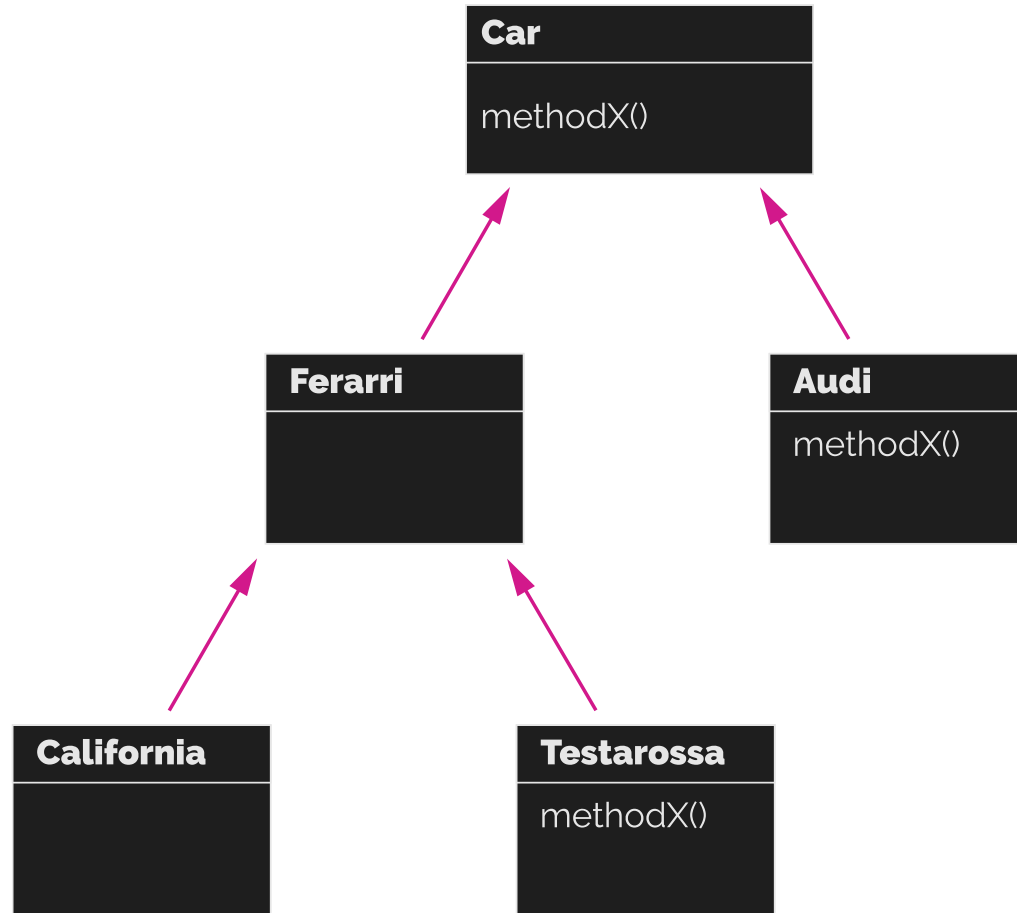 Car
methodX()
Ferarri
Audi
methodX()
California
Testarossa
methodX()